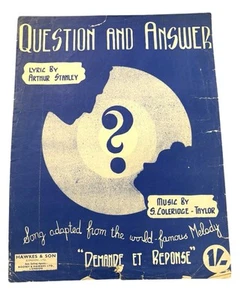 QUESTION AND ANSWER
LYRIC BY
ARTHUR STANLEY
?
MUSIC BY
S. COLERIDGE - TAYLOR
Song adapted from the world-famous Melody
"DEMANDE ET REPONSE"
HAWKES & SON
1/-